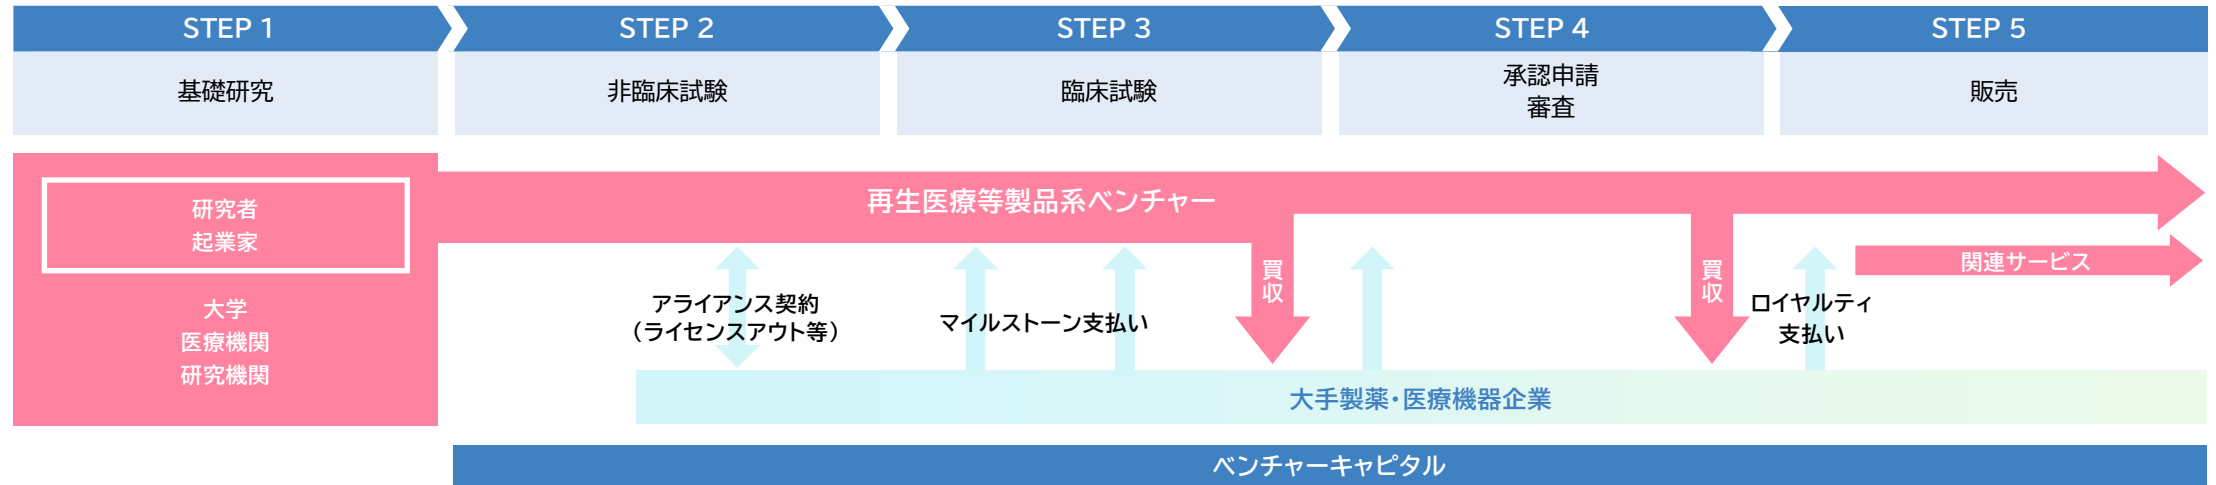 STEP 1
STEP 2
STEP 3
STEP 4
STEP 5
基礎研究
非臨床試験
臨床試験
承認申請
審査
販売
研究者
起業家
大学
医療機関
研究機関
再生医療等製品系ベンチャー
買収
買収
関連サービス
アライアンス契約
（ライセンスアウト等）
マイルストーン支払い
ロイヤルティ
支払い
大手製薬・医療機器企業
ベンチャーキャピタル